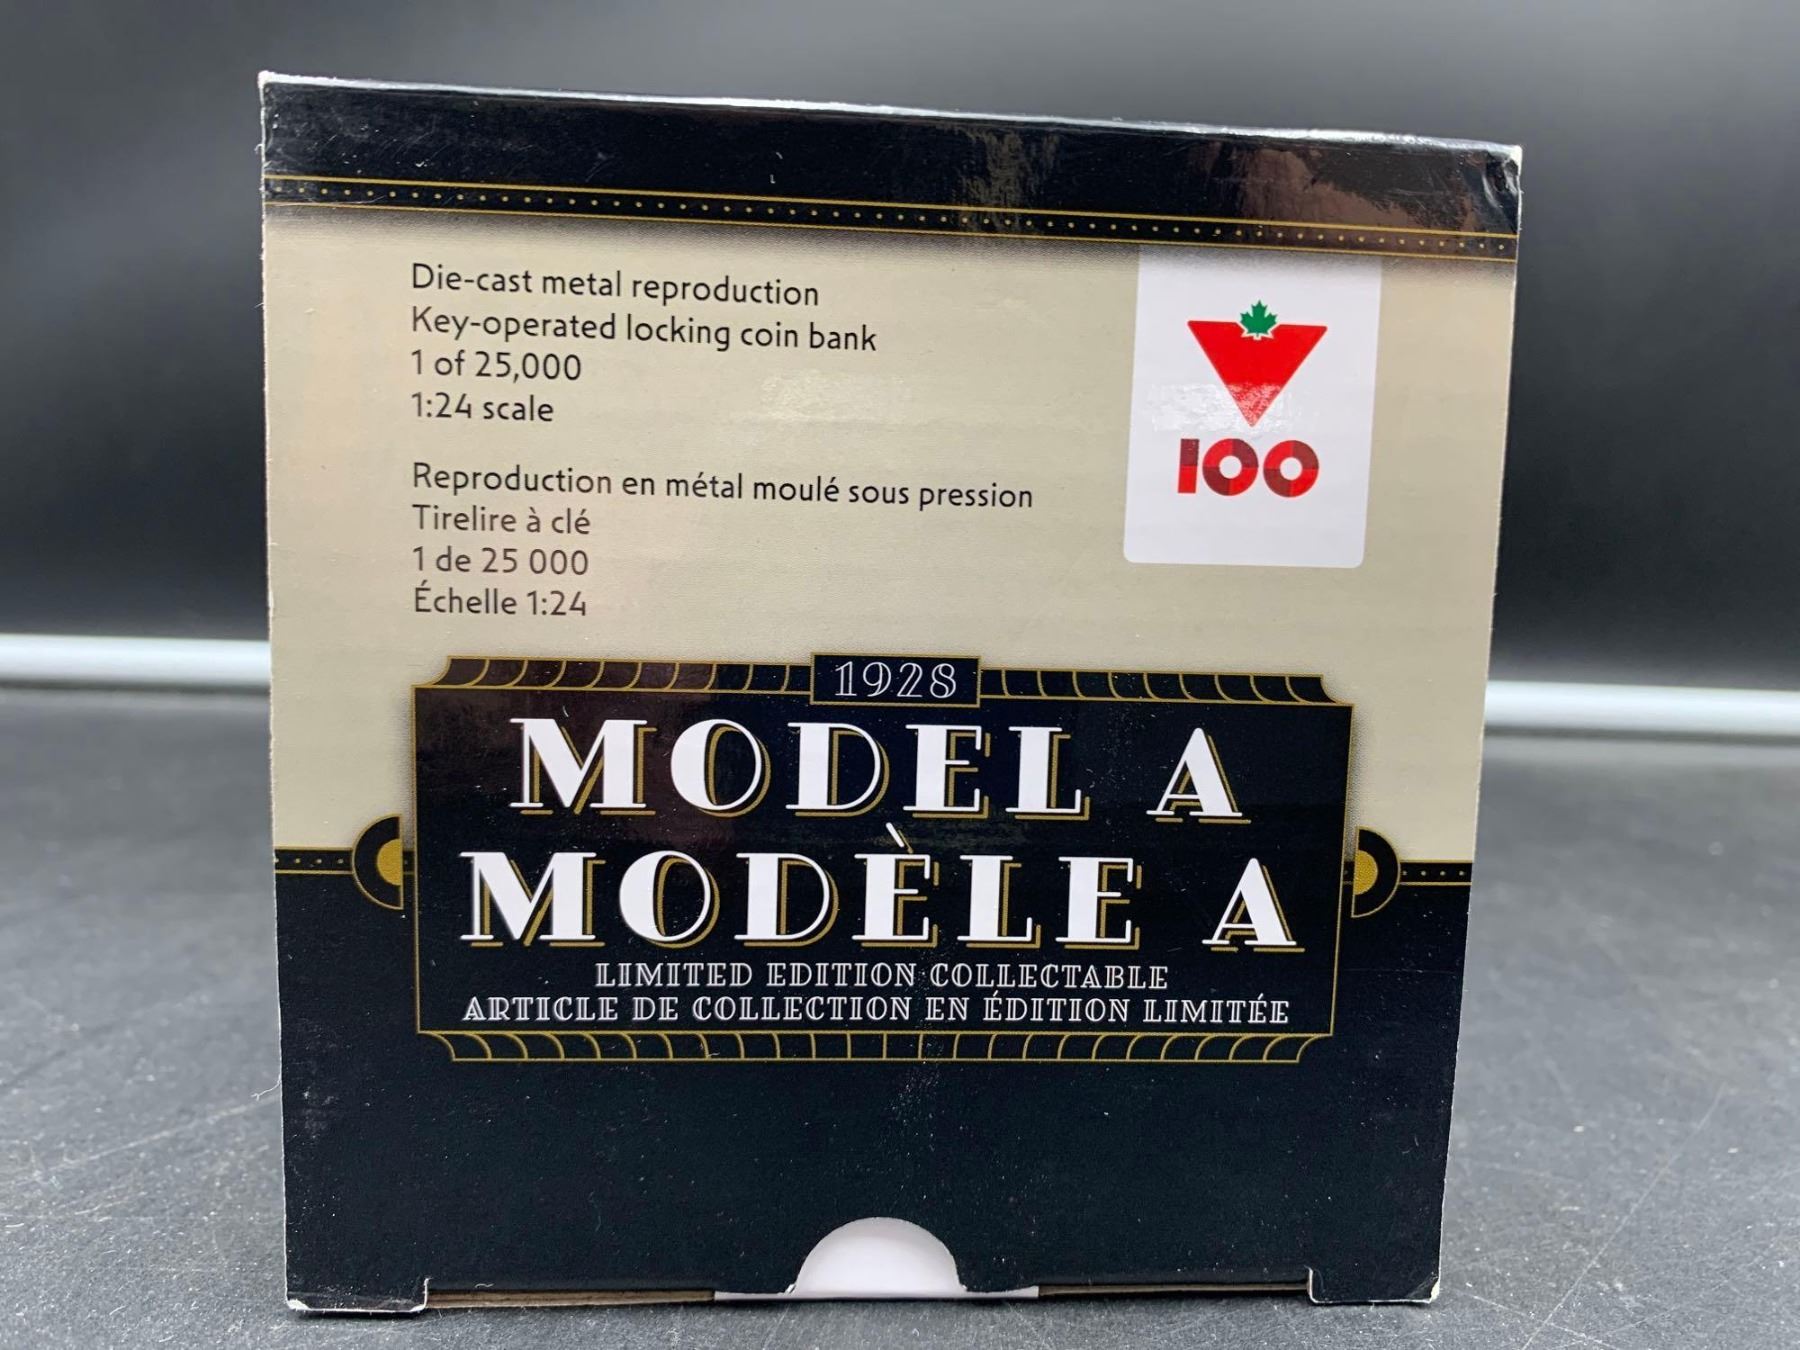 Die-cast metal reproduction
Key-operated locking coin bank
1 of 25,000
1:24 scale
Reproduction en métal moulé sous pression
Tirelire à clé
1 de 25 000
Échelle 1:24
100
1928
MODEL A
MODÈLE A
LIMITED EDITION COLLECTABLE
ARTICLE DE COLLECTION EN ÉDITION LIMITÉE